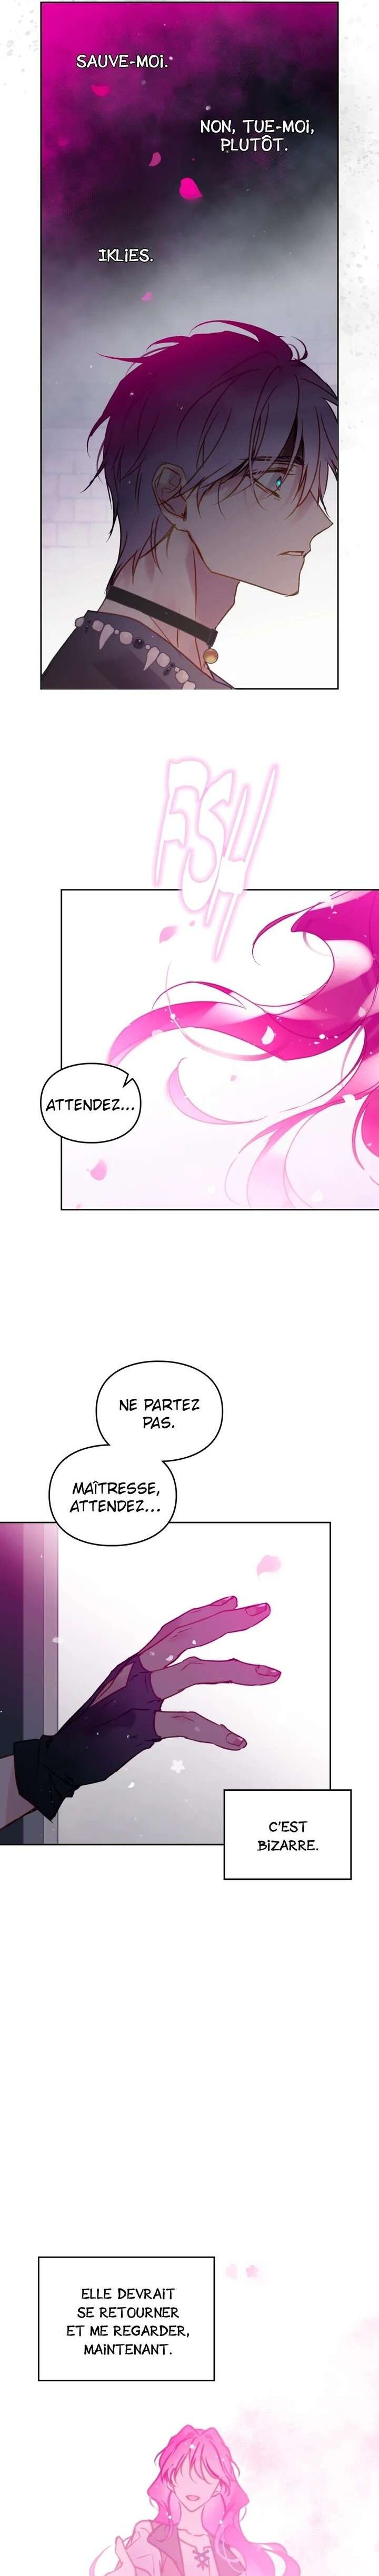 SAUVE-MOI.
NON, TUE-MOI,
PLUTÔT.
IKLIES.
FSH
ATTENDEZ...
NE PARTEZ
PAS.
MAÎTRESSE,
ATTENDEZ...
C'EST
BIZARRE.
ELLE DEVRAIT
SE RETOURNER
ET ME REGARDER,
MAINTENANT.